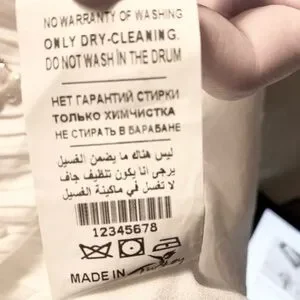 NO WARRANTY OF WASHING
ONLY DRY-CLEANING.
DO NOT WASH IN THE DRUM
НЕТ ГАРАНТИЙ СТИРКИ
ТОЛЬКО ХИМЧИСТКА
НЕ СТИРАТЬ В БАРАБАНЕ
ليس هناك ما يضمن الغسيل
يرجى أنا يكون تنظيف جاف
لا تغسل في ماكينة الغسيل
12345678
MADE IN Turkey